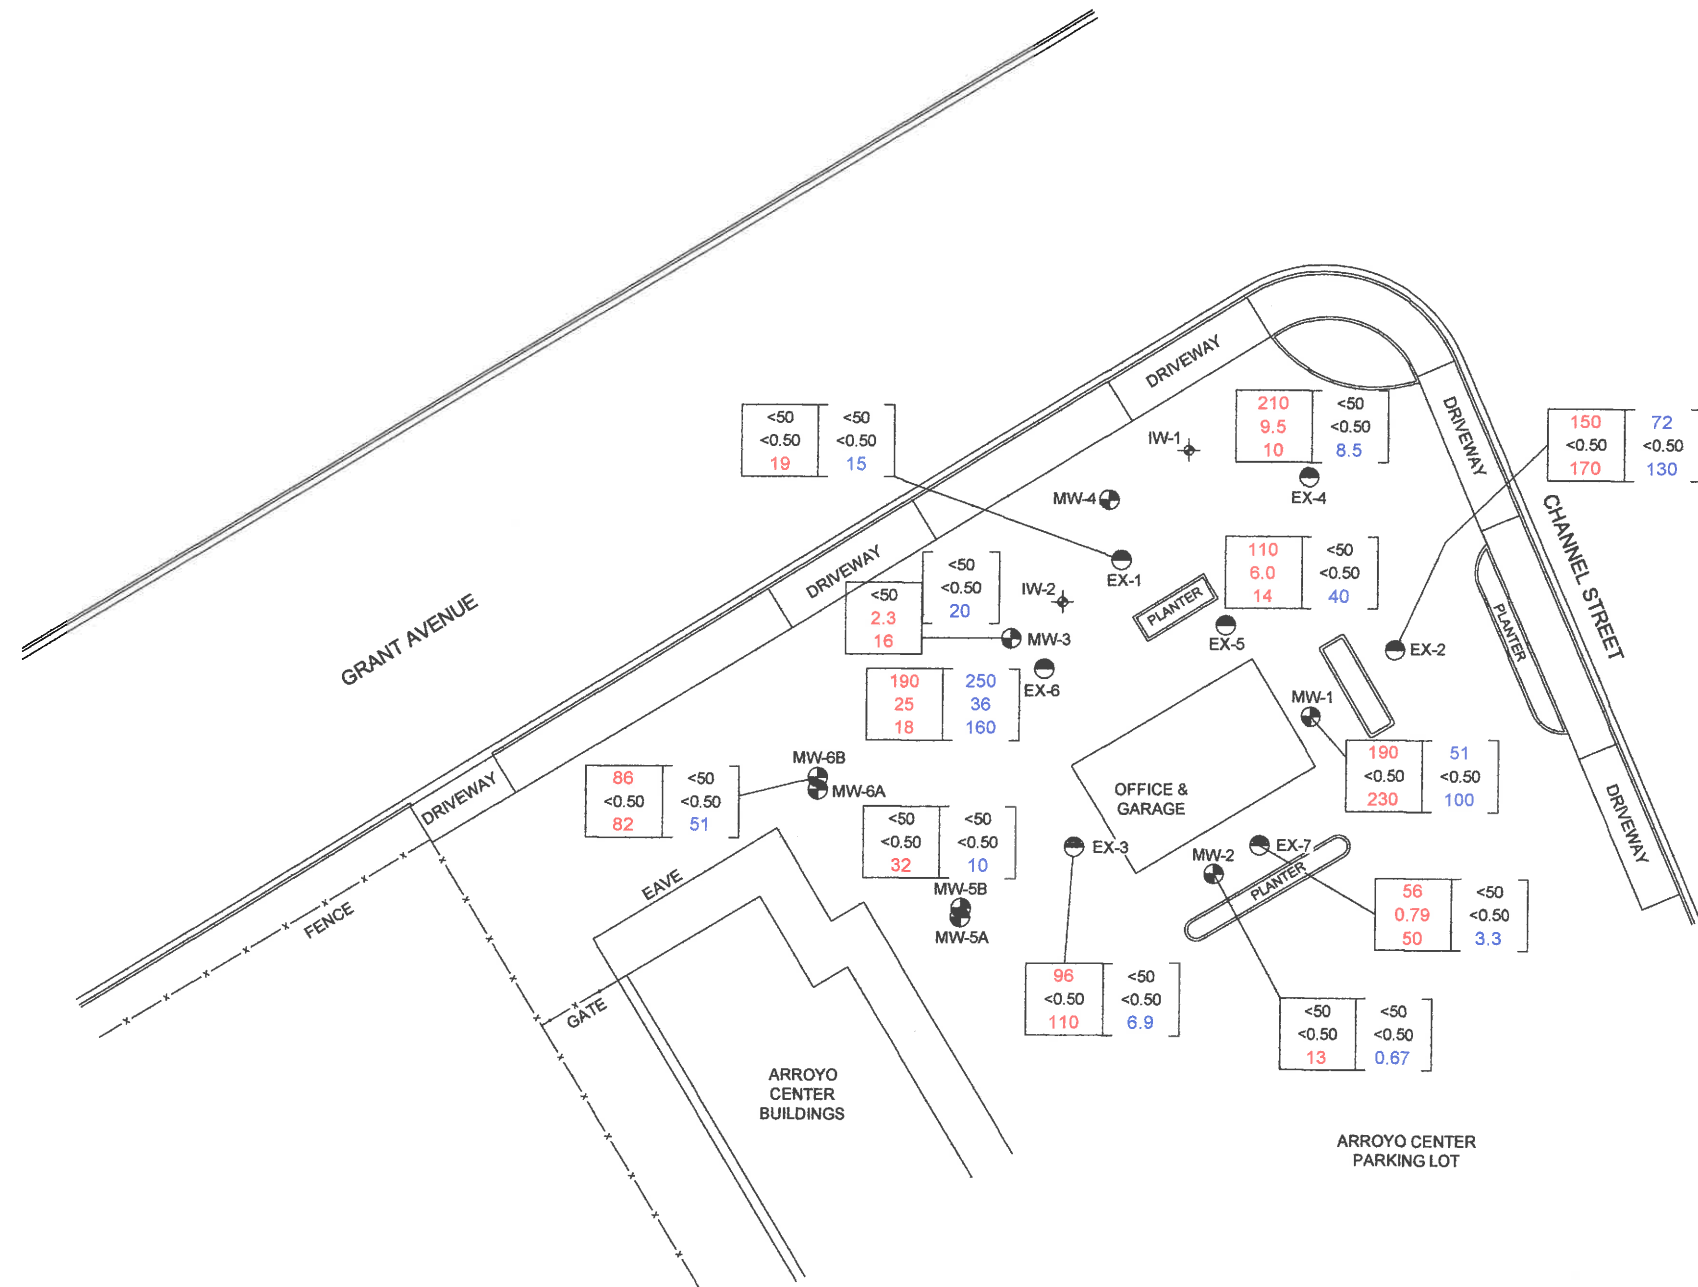 DRIVEWAY
<50 <50
<0.50 <0.50
19 15
IW-1
210 <50
9.5 <0.50
10 8.5
EX-4
DRIVEWAY
150 72
<0.50 <0.50
170 130
MW-4
CHANNEL STREET
DRIVEWAY
EX-1
<50
<0.50
20
<50
2.3
16
IW-2
MW-3
PLANTER
110 <50
6.0 <0.50
14 40
EX-5
EX-2
PLANTER
GRANT AVENUE
190 250
25 36
18 160
EX-6
MW-1
190 51
<0.50 <0.50
230 100
MW-6B
MW-6A
86 <50
<0.50 <0.50
82 51
DRIVEWAY
OFFICE &
GARAGE
DRIVEWAY
<50 <50
<0.50 <0.50
32 10
EX-3
MW-2
EX-7
PLANTER
EAVE
MW-5B
MW-5A
FENCE
56 <50
0.79 <0.50
50 3.3
96 <50
<0.50 <0.50
110 6.9
GATE
<50 <50
<0.50 <0.50
13 0.67
ARROYO
CENTER
BUILDINGS
ARROYO CENTER
PARKING LOT